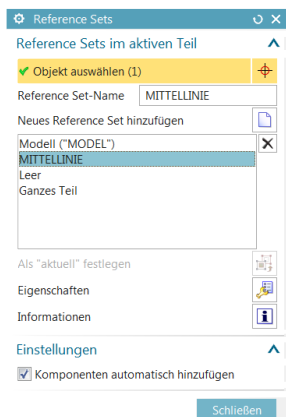 Reference Sets
Reference Sets im aktiven Teil
Objekt auswählen (1)
Reference Set-Name MITTELLINIE
Neues Reference Set hinzufügen
Modell ("MODEL")
MITTELLINIE
Leer
Ganzes Teil
Als "aktuell" festlegen
Eigenschaften
Informationen
Einstellungen
Komponenten automatisch hinzufügen
Schließen